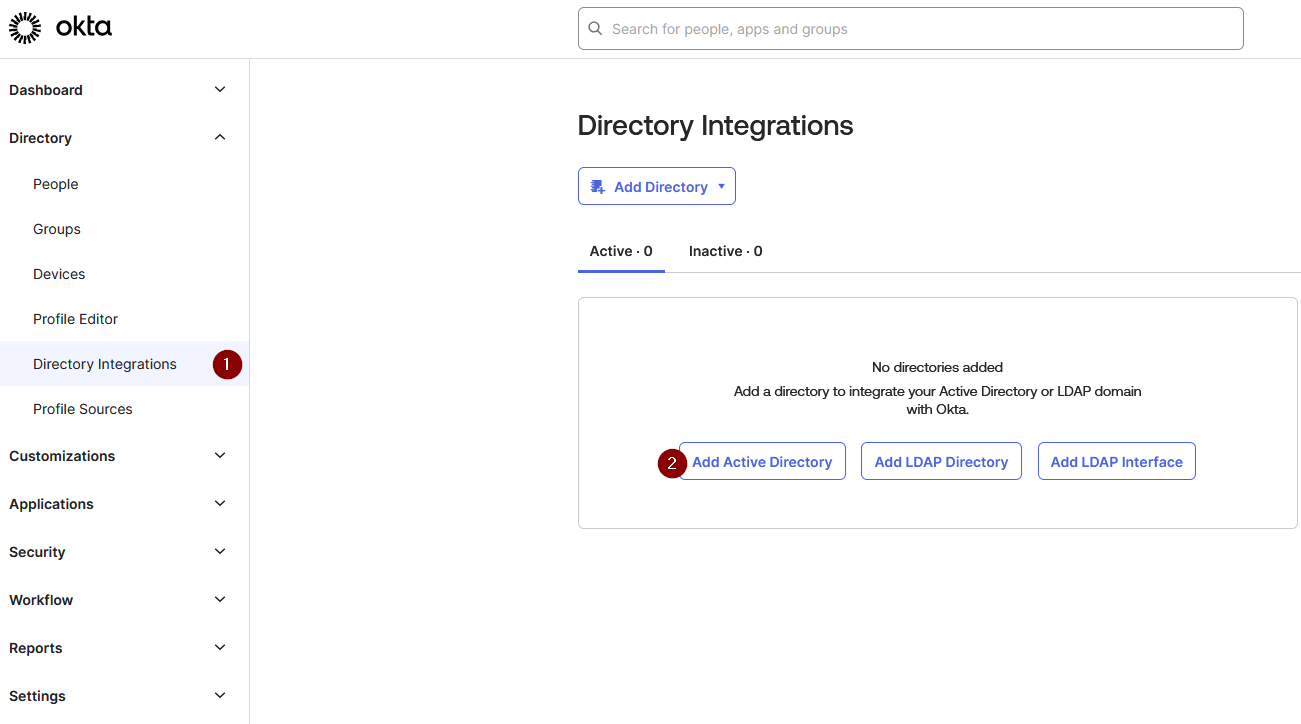 okta
Search for people, apps and groups
Dashboard
Directory
People
Groups
Devices
Profile Editor
Directory Integrations
1
Profile Sources
Customizations
Applications
Security
Workflow
Reports
Settings
Directory Integrations
Add Directory
Active · 0
Inactive · 0
No directories added
Add a directory to integrate your Active Directory or LDAP domain
with Okta.
2
Add Active Directory
Add LDAP Directory
Add LDAP Interface